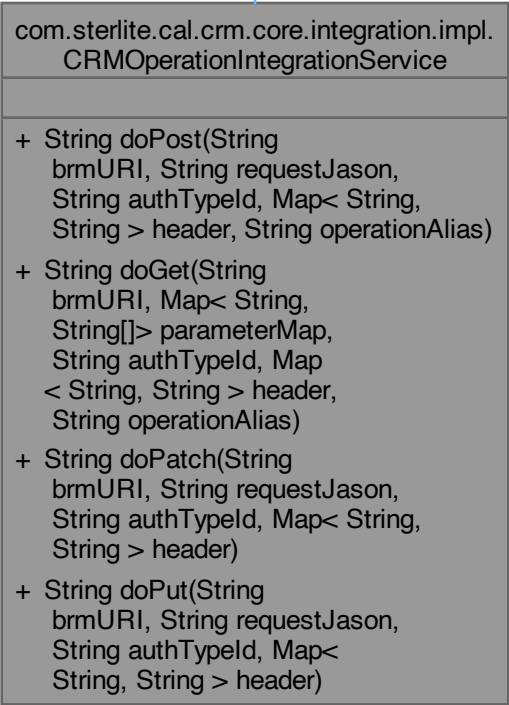 com.sterlite.cal.crm.core.integration.impl.
CRMOperationIntegrationService
+ String doPost(String
brmURI, String requestJason,
String authTypeId, Map< String,
String > header, String operationAlias)
+ String doGet(String
brmURI, Map< String,
String[]> parameterMap,
String authTypeId, Map
< String, String > header,
String operationAlias)
+ String doPatch(String
brmURI, String requestJason,
String authTypeId, Map< String,
String > header)
+ String doPut(String
brmURI, String requestJason,
String authTypeId, Map<
String, String > header)